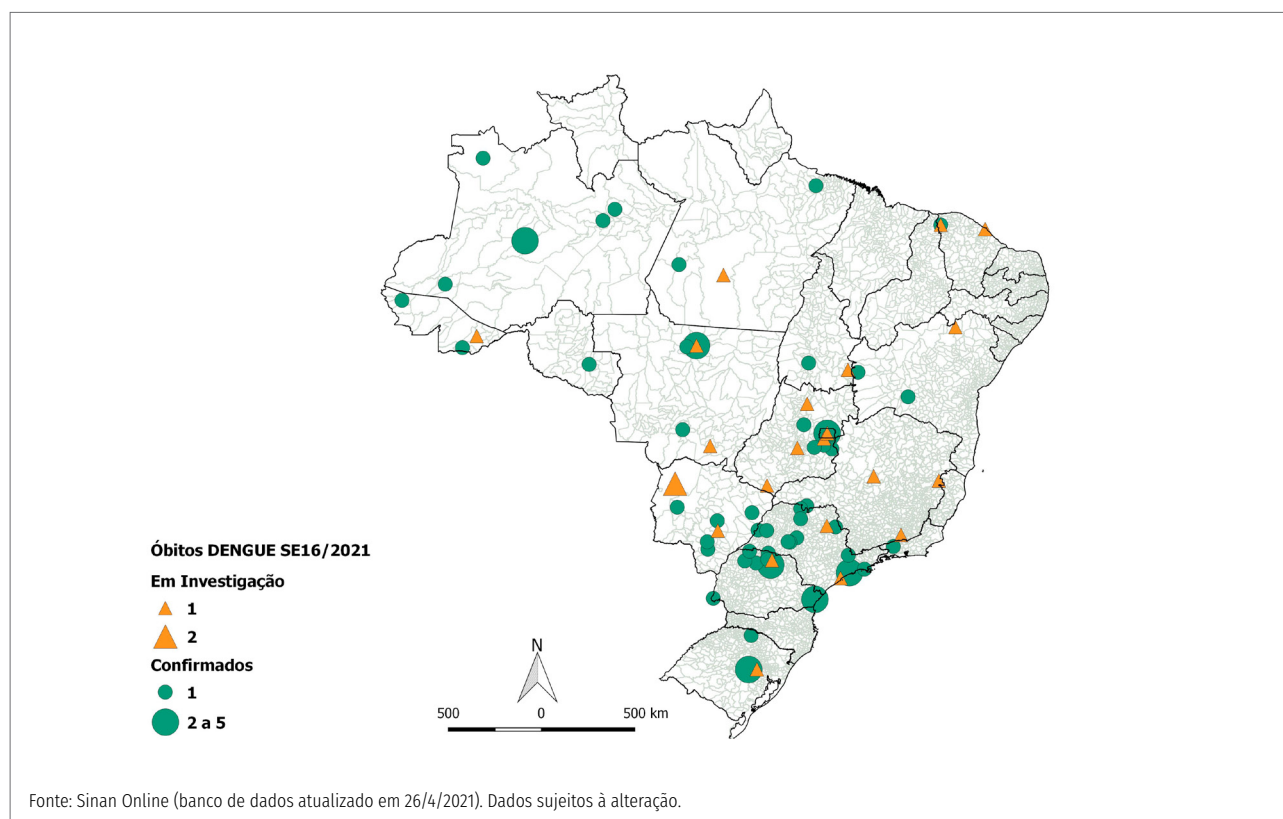 N
500 0 500 km
Óbitos DENGUE SE16/2021
Em Investigação
1
2
Confirmados
1
2 a 5
Fonte: Sinan Online (banco de dados atualizado em 26/4/2021). Dados sujeitos à alteração.